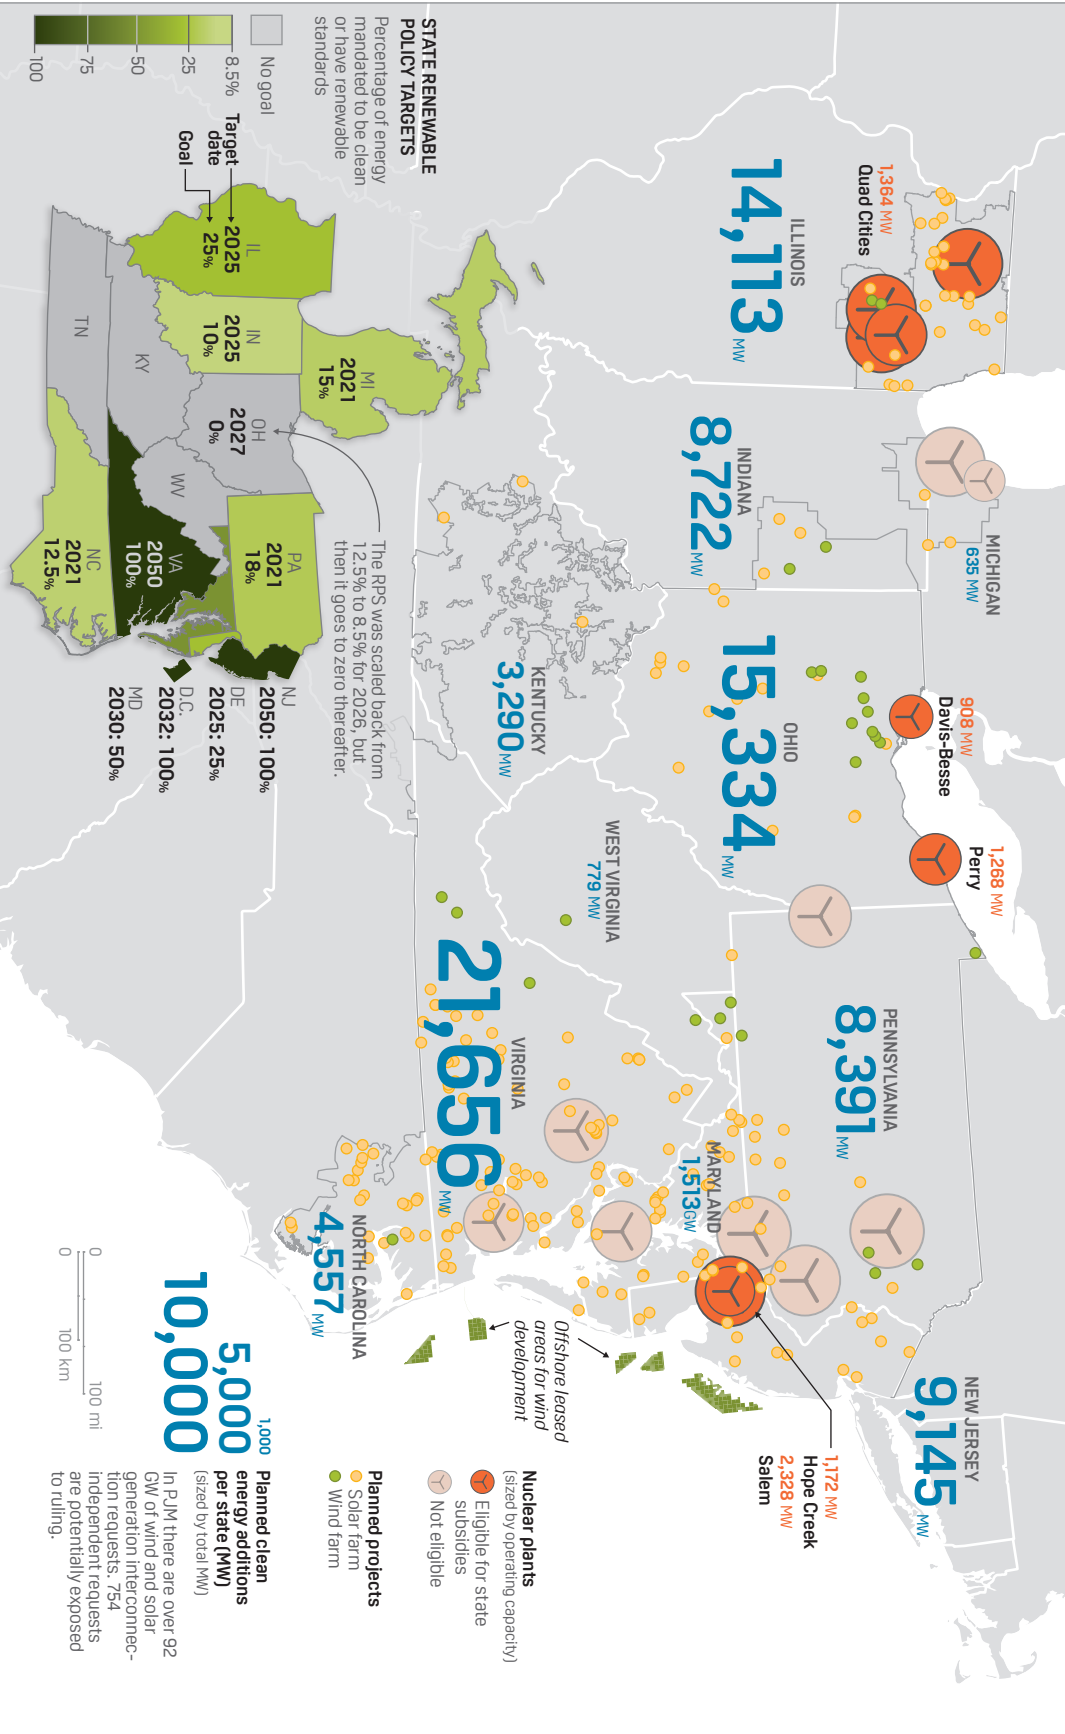 1,364 MW
Quad Cities
ILLINOIS
14,113 MW
INDIANA
8,722 MW
MICHIGAN
635 MW
908 MW
Davis-Besse
1,268 MW
Perry
OHIO
15,334 MW
KENTUCKY
3,290 MW
WEST VIRGINIA
779 MW
PENNSYLVANIA
8,391 MW
VIRGINIA
21,656 MW
MARYLAND
1,513 GW
NEW JERSEY
9,145 MW
NORTH CAROLINA
4,557 MW
1,172 MW
Hope Creek
2,328 MW
Salem
Offshore leased
areas for wind
development
STATE RENEWABLE
POLICY TARGETS
Percentage of energy
mandated to be clean
or have renewable
standards
No goal
8.5%
25
50
75
100
Target
date
Goal
IL
2025
25%
IN
2025
10%
MI
2021
15%
OH
2027
0%
KY
TN
WV
PA
2021
18%
VA
2050
100%
NC
2021
12.5%
NJ
2050: 100%
DE
2025: 25%
D.C.
2032: 100%
MD
2030: 50%
The RPS was scaled back from
12.5% to 8.5% for 2026, but
then it goes to zero thereafter.
Nuclear plants
(sized by operating capacity)
Eligible for state
subsidies
Not eligible
Planned projects
Solar farm
Wind farm
1,000
5,000
10,000
Planned clean
energy additions
per state (MW)
(sized by total MW)
In PJM there are over 92
GW of wind and solar
generation interconnec-
tion requests. 754
independent requests
are potentially exposed
to ruling.
0 100 mi
0 100 km